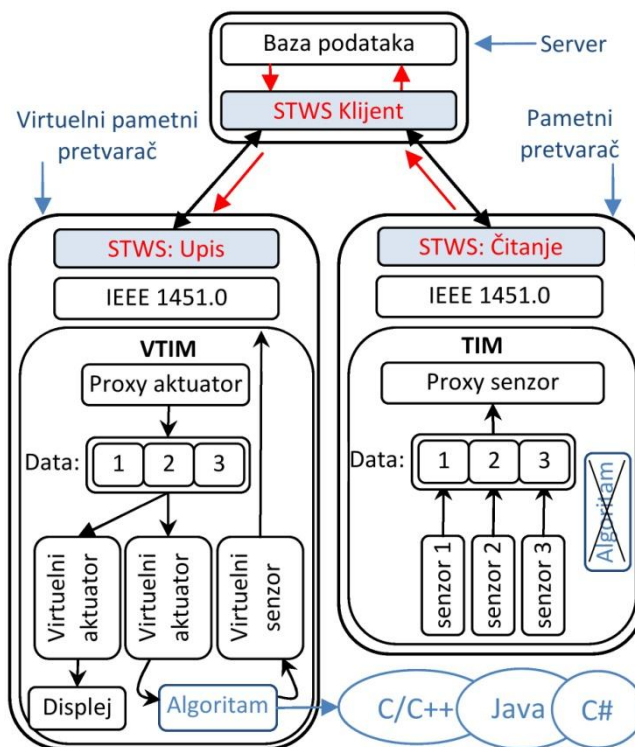 Baza podataka
Server
STWS Klijent
Virtuelni pametni
pretvarač
Pametni
pretvarač
STWS: Upis
IEEE 1451.0
VTIM
Proxy aktuator
Data: 1 2 3
Virtuelni
aktuator
Virtuelni
aktuator
Virtuelni
senzor
Displej
Algoritam
STWS: Čitanje
IEEE 1451.0
TIM
Proxy senzor
Data: 1 2 3
senzor 1
senzor 2
senzor 3
Algoritam
C/C++
Java
C#